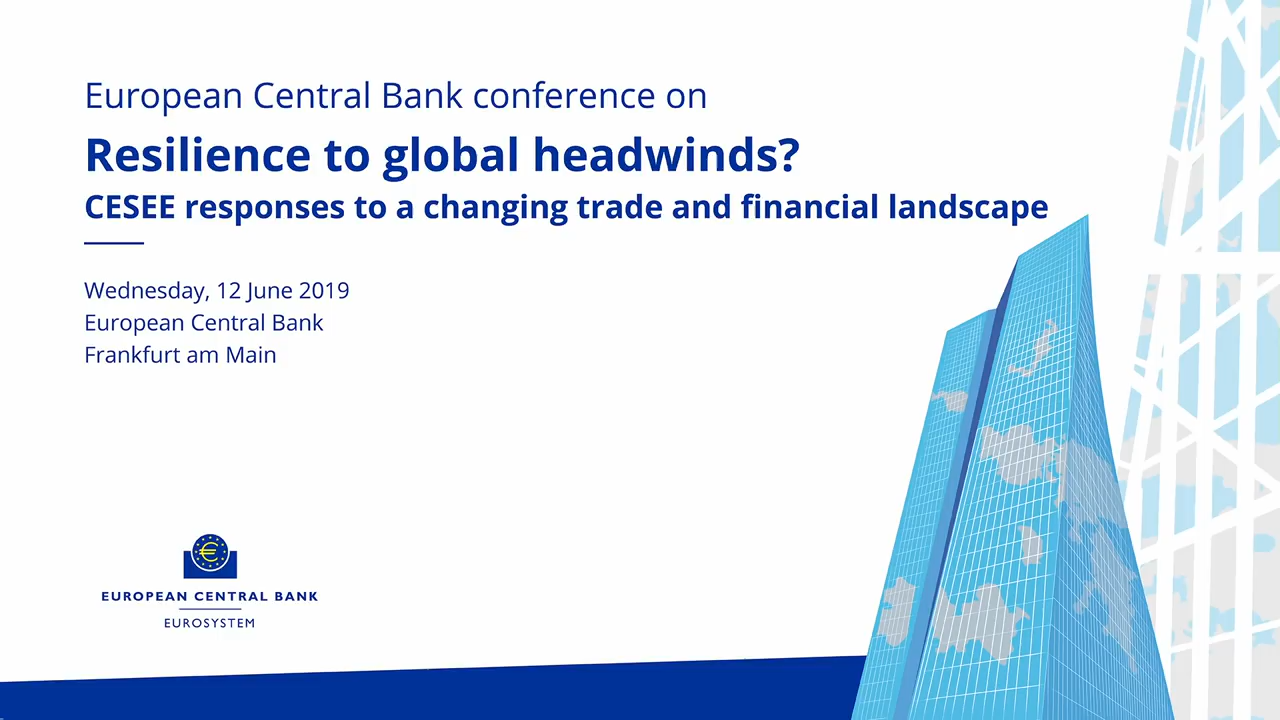 European Central Bank conference on
Resilience to global headwinds?
CESEE responses to a changing trade and financial landscape
Wednesday, 12 June 2019
European Central Bank
Frankfurt am Main
€
EUROPEAN CENTRAL BANK
EUROSYSTEM